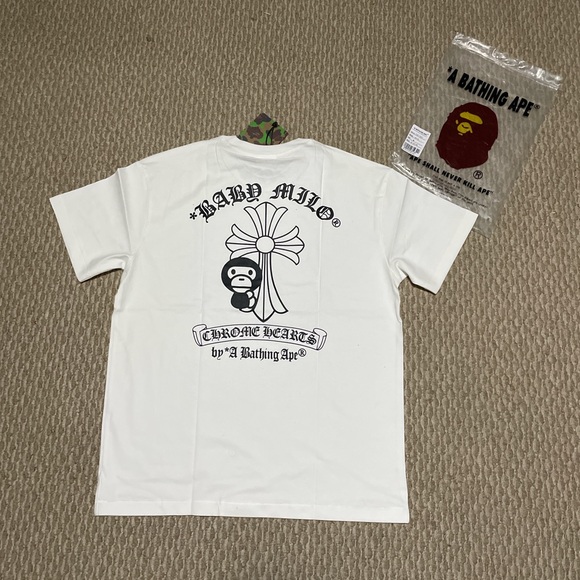 *BABY MILO®
CHROME HEARTS
by *A Bathing Ape®
*A BATHING APE®
®
APE SHALL NEVER KILL APE